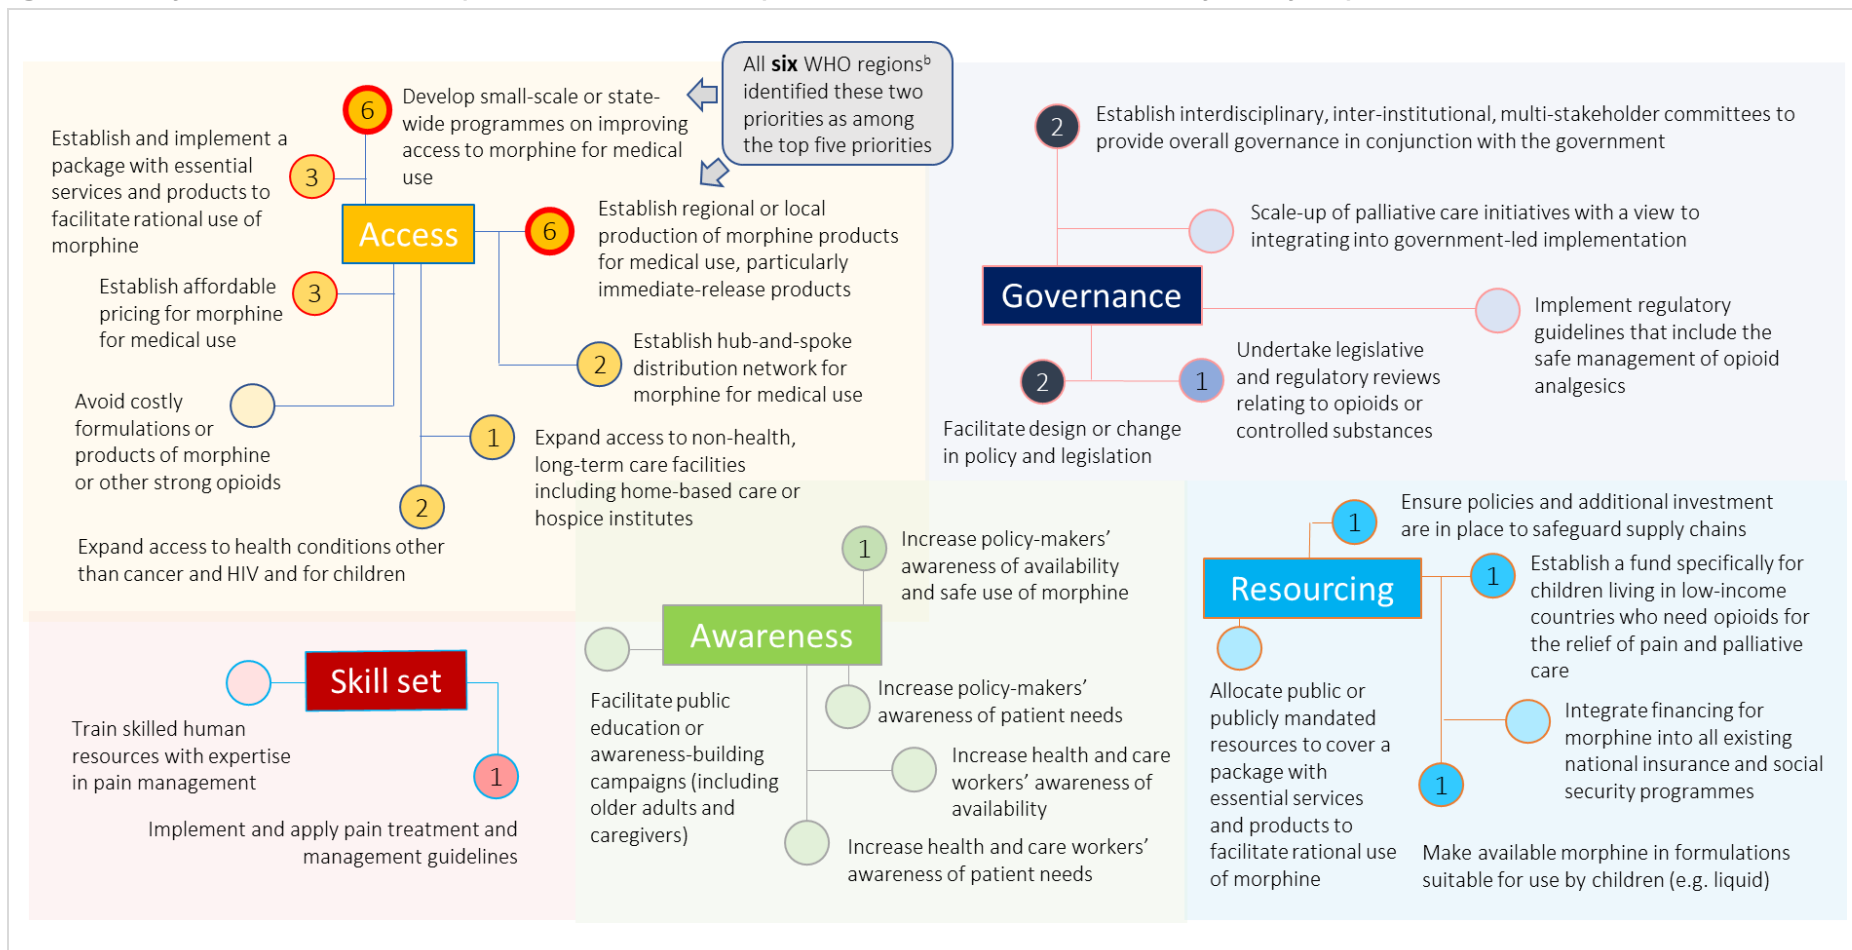 All six WHO regionsᵇ
identified these two
priorities as among
the top five priorities
6
Develop small-scale or state-
wide programmes on improving
access to morphine for medical
use
Establish and implement a
package with essential
services and products to
facilitate rational use of
morphine
3
Access
6
Establish regional or local
production of morphine products
for medical use, particularly
immediate-release products
Establish affordable
pricing for morphine
for medical use
3
2
Establish hub-and-spoke
distribution network for
morphine for medical use
Avoid costly
formulations or
products of morphine
or other strong opioids
1
Expand access to non-health,
long-term care facilities
including home-based care or
hospice institutes
2
Expand access to health conditions other
than cancer and HIV and for children
2
Establish interdisciplinary, inter-institutional, multi-stakeholder committees to
provide overall governance in conjunction with the government
Scale-up of palliative care initiatives with a view to
integrating into government-led implementation
Governance
Implement regulatory
guidelines that include the
safe management of opioid
analgesics
2
Facilitate design or change
in policy and legislation
1
Undertake legislative
and regulatory reviews
relating to opioids or
controlled substances
Skill set
Train skilled human
resources with expertise
in pain management
1
Implement and apply pain treatment and
management guidelines
1
Increase policy-makers’
awareness of availability
and safe use of morphine
Awareness
Facilitate public
education or
awareness-building
campaigns (including
older adults and
caregivers)
Increase policy-makers’
awareness of patient needs
Increase health and care
workers’ awareness of
availability
Increase health and care workers’
awareness of patient needs
1
Ensure policies and additional investment
are in place to safeguard supply chains
Resourcing
1
Establish a fund specifically for
children living in low-income
countries who need opioids for
the relief of pain and palliative
care
Allocate public or
publicly mandated
resources to cover a
package with
essential services
and products to
facilitate rational use
of morphine
Integrate financing for
morphine into all existing
national insurance and social
security programmes
1
Make available morphine in formulations
suitable for use by children (e.g. liquid)